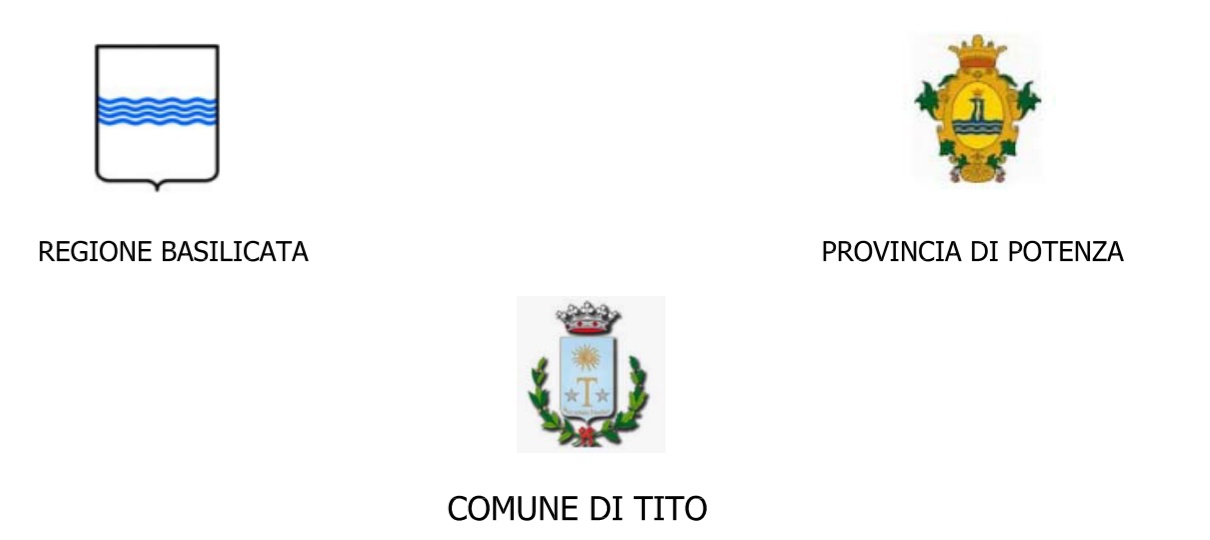 REGIONE BASILICATA
PROVINCIA DI POTENZA
T
COMUNE DI TITO